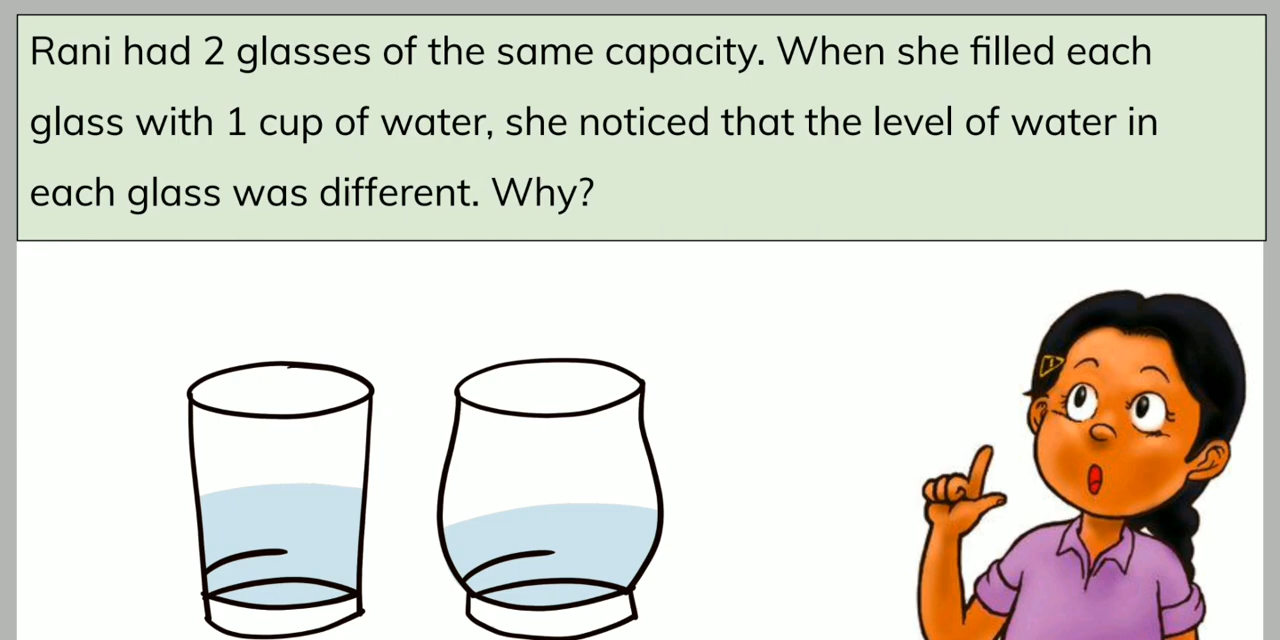 Rani had 2 glasses of the same capacity. When she filled each
glass with 1 cup of water, she noticed that the level of water in
each glass was different. Why?